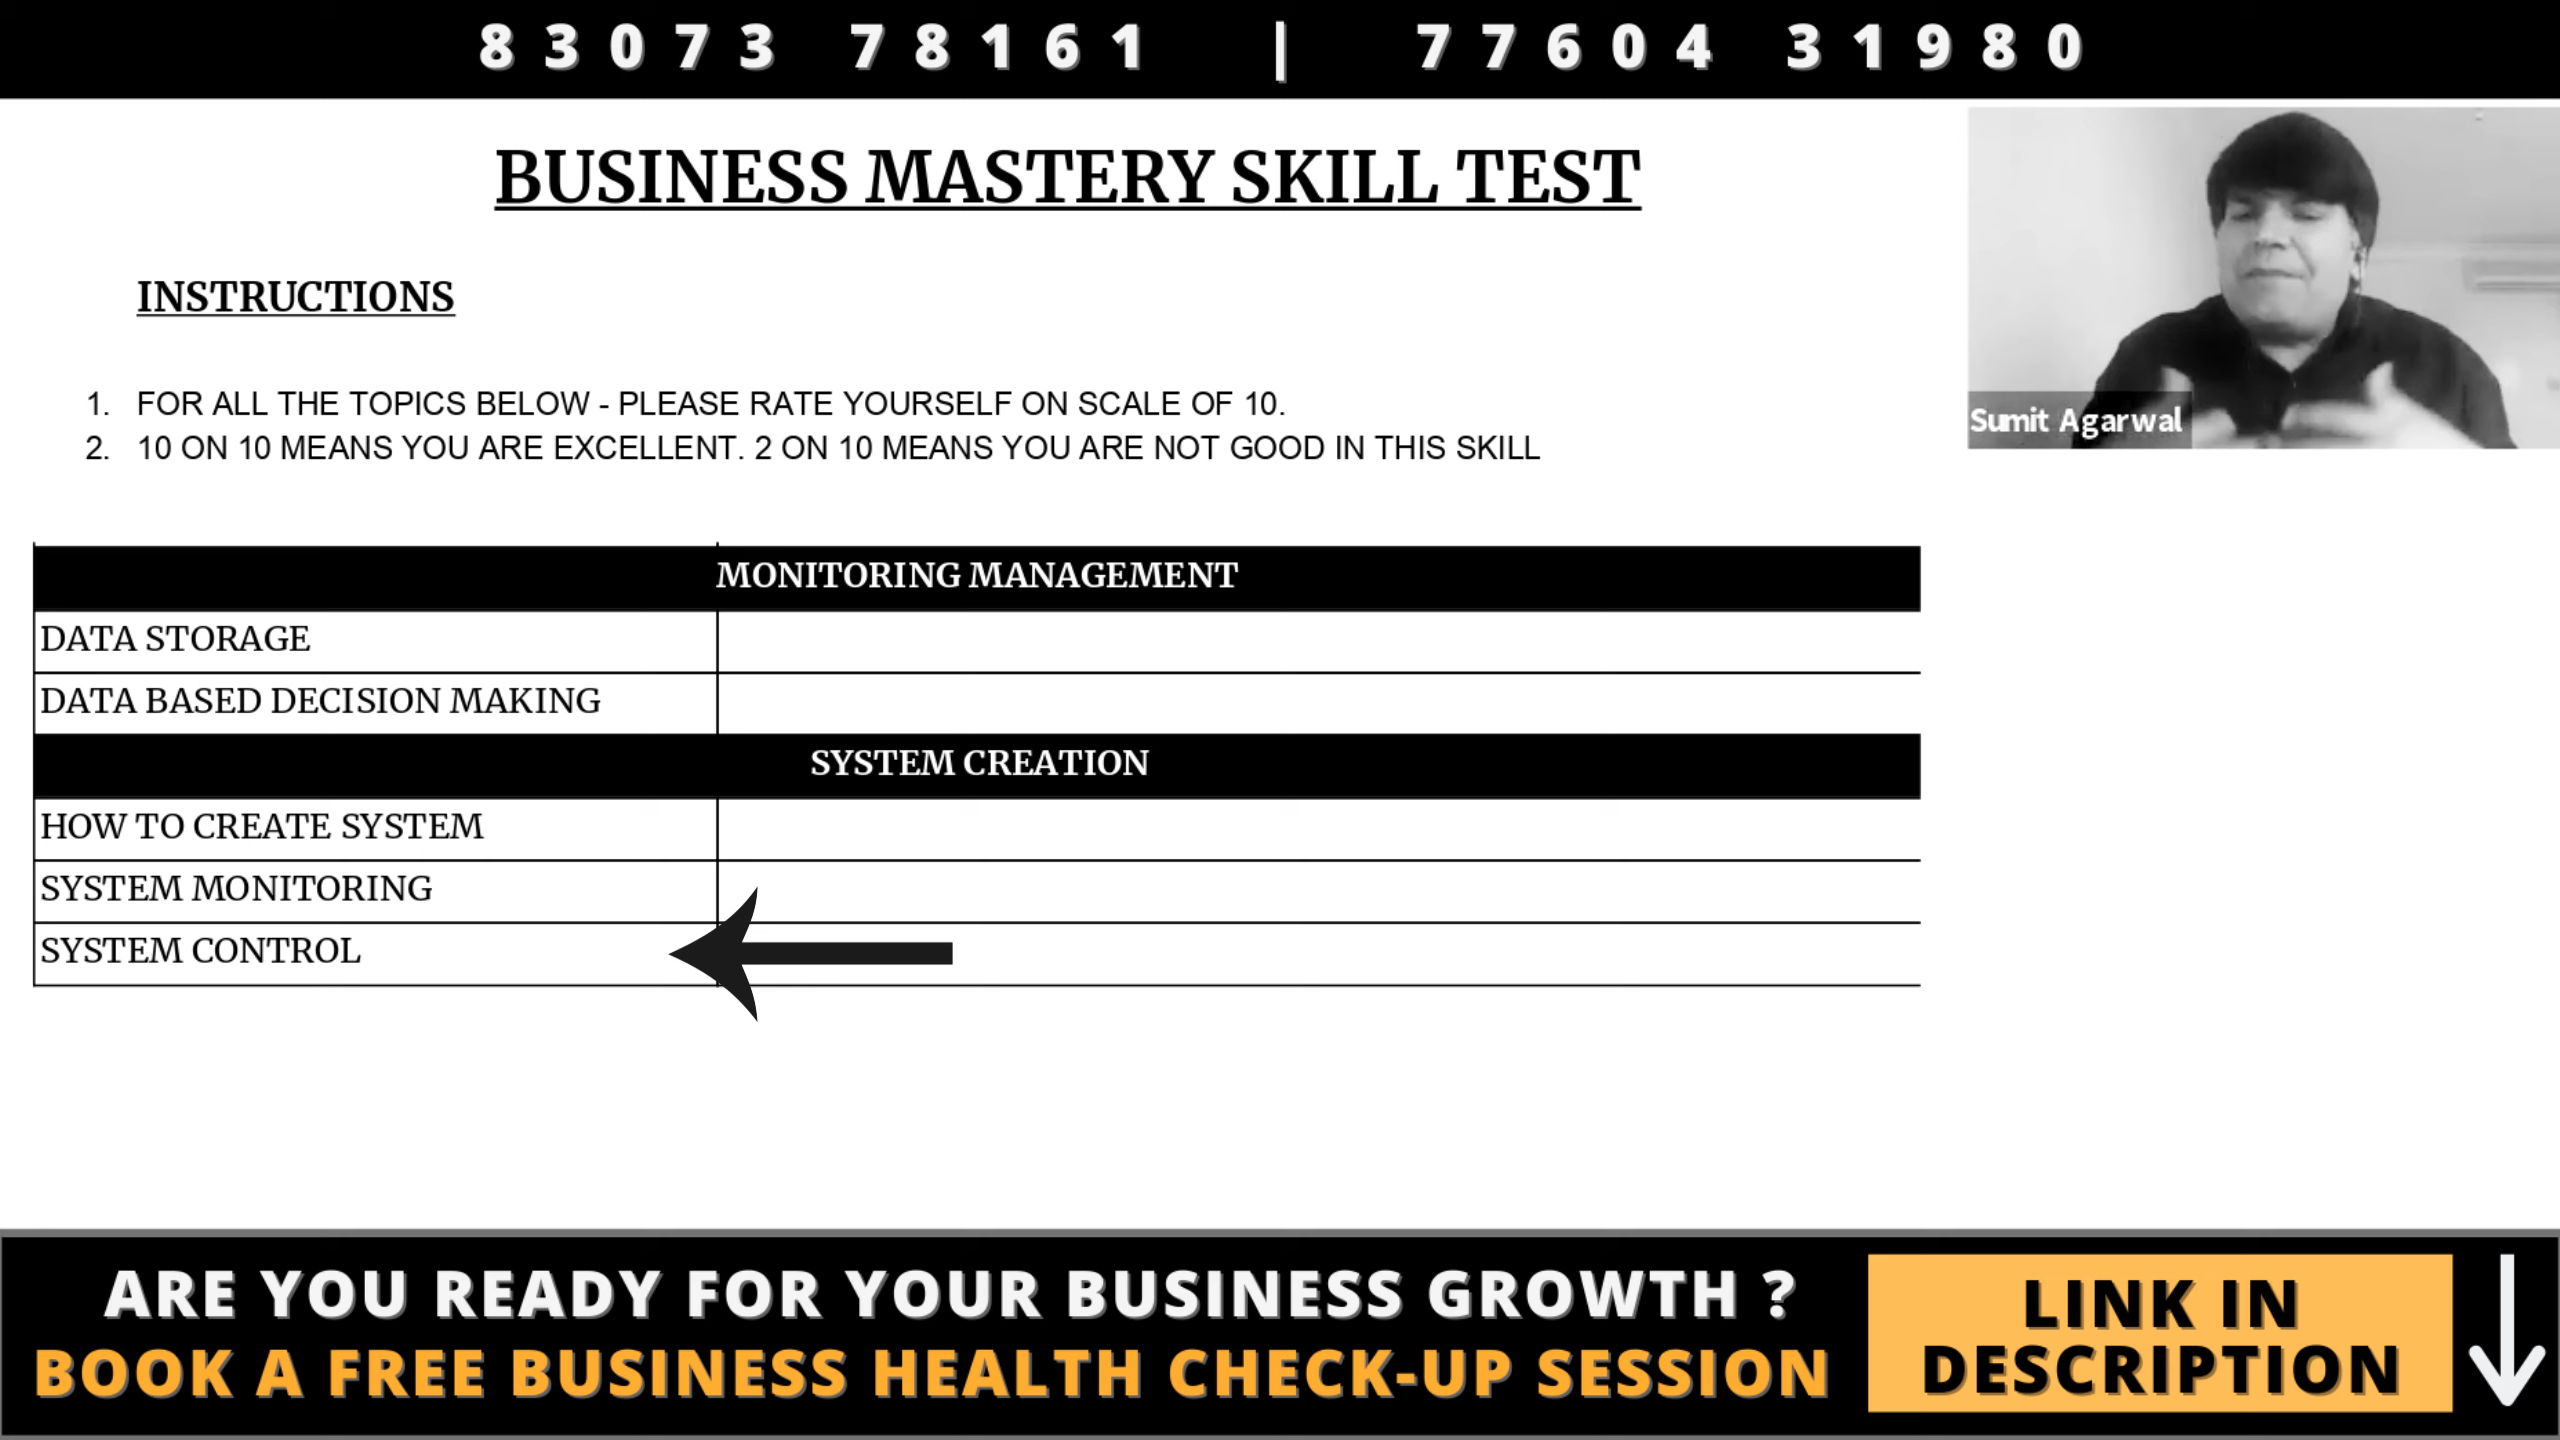 83073 78161 | 77604 31980
BUSINESS MASTERY SKILL TEST
INSTRUCTIONS
1. FOR ALL THE TOPICS BELOW - PLEASE RATE YOURSELF ON SCALE OF 10.
2. 10 ON 10 MEANS YOU ARE EXCELLENT. 2 ON 10 MEANS YOU ARE NOT GOOD IN THIS SKILL
Sumit Agarwal
MONITORING MANAGEMENT
DATA STORAGE
DATA BASED DECISION MAKING
SYSTEM CREATION
HOW TO CREATE SYSTEM
SYSTEM MONITORING
SYSTEM CONTROL
ARE YOU READY FOR YOUR BUSINESS GROWTH ?
BOOK A FREE BUSINESS HEALTH CHECK-UP SESSION
LINK IN
DESCRIPTION